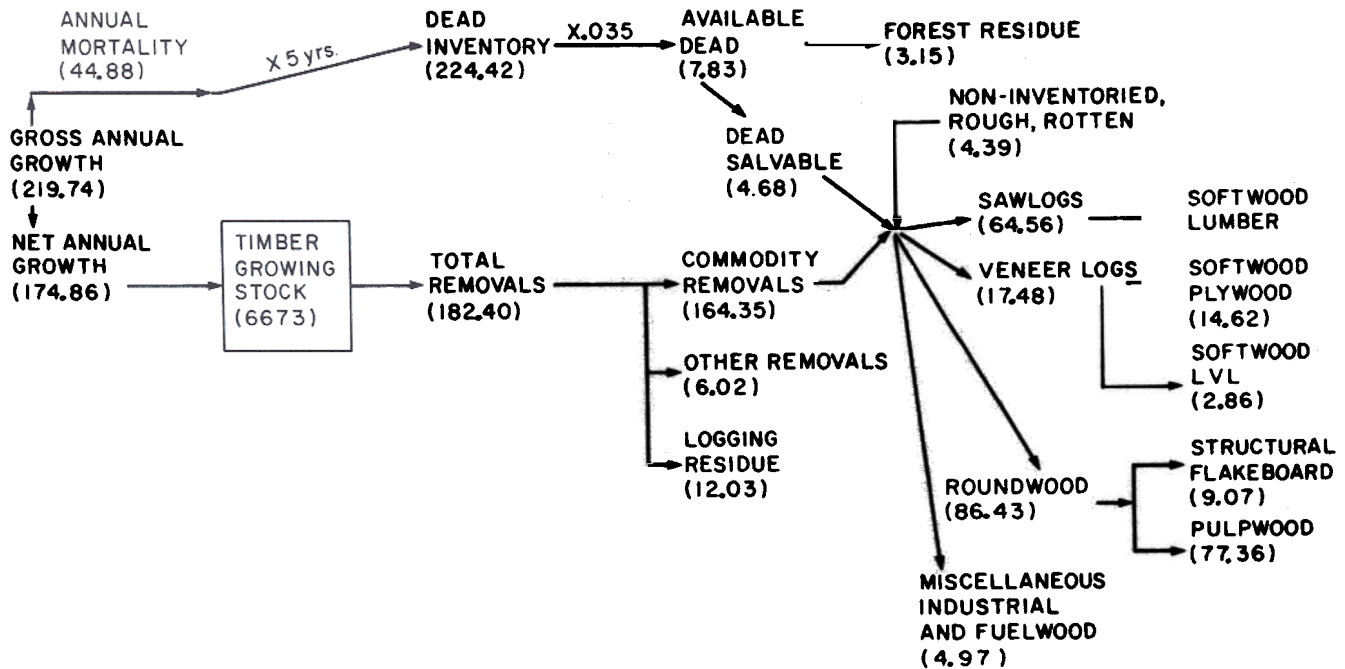 ANNUAL
MORTALITY
(44.88)
X 5 yrs.
DEAD
INVENTORY
(224.42)
X.035
AVAILABLE
DEAD
(7.83)
FOREST RESIDUE
(3.15)
GROSS ANNUAL
GROWTH
(219.74)
DEAD
SALVABLE
(4.68)
NON-INVENTORIED,
ROUGH, ROTTEN
(4.39)
NET ANNUAL
GROWTH
(174.86)
TIMBER
GROWING
STOCK
(6673)
TOTAL
REMOVALS
(182.40)
COMMODITY
REMOVALS
(164.35)
OTHER REMOVALS
(6.02)
LOGGING
RESIDUE
(12.03)
SAWLOGS
(64.56)
SOFTWOOD
LUMBER
VENEER LOGS
(17.48)
SOFTWOOD
PLYWOOD
(14.62)
SOFTWOOD
LVL
(2.86)
ROUNDWOOD
(86.43)
STRUCTURAL
FLAKEBOARD
(9.07)
PULPWOOD
(77.36)
MISCELLANEOUS
INDUSTRIAL
AND FUELWOOD
(4.97)